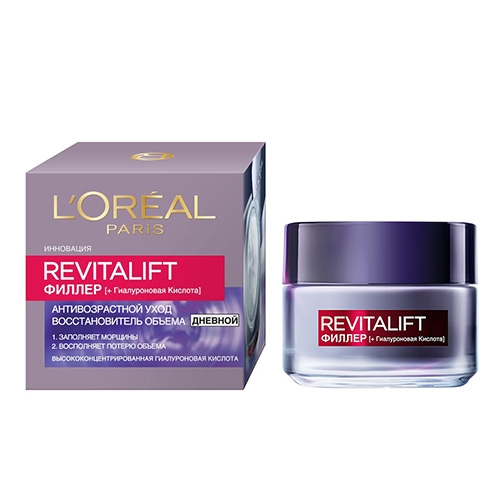 L'ORÉAL
PARIS
ИННОВАЦИЯ
REVITALIFT
ФИЛЛЕР [+ Гиалуроновая Кислота]
АНТИВОЗРАСТНОЙ УХОД
ВОССТАНОВИТЕЛЬ ОБЪЕМА ДНЕВНОЙ
1. ЗАПОЛНЯЕТ МОРЩИНЫ
2. ВОСПОЛНЯЕТ ПОТЕРЮ ОБЪЕМА
ВЫСОКОКОНЦЕНТРИРОВАННАЯ ГИАЛУРОНОВАЯ КИСЛОТА
REVITALIFT
ФИЛЛЕР [+ Гиалуроновая Кислота]